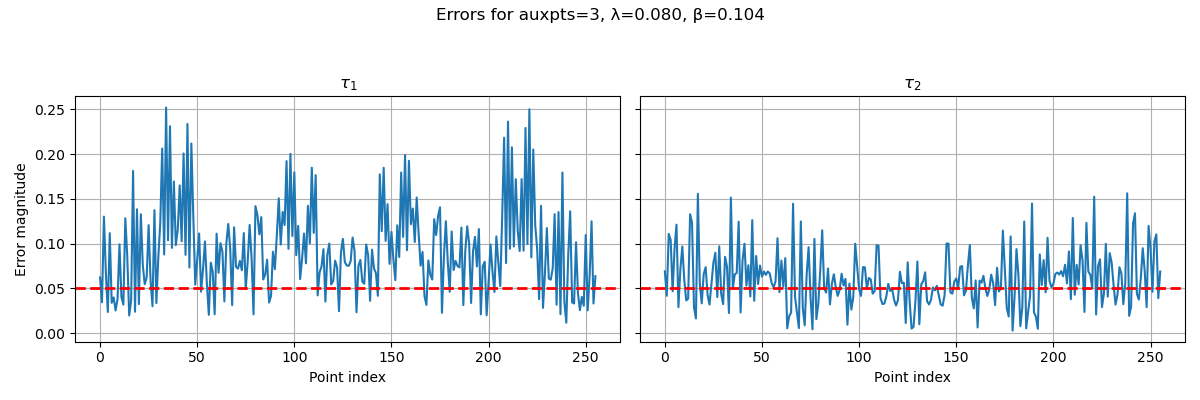 Errors for auxpts=3, λ=0.080, β=0.104
τ₁
τ₂
0.25
0.20
0.15
0.10
0.05
0.00
Error magnitude
0 50 100 150 200 250
0 50 100 150 200 250
Point index
Point index